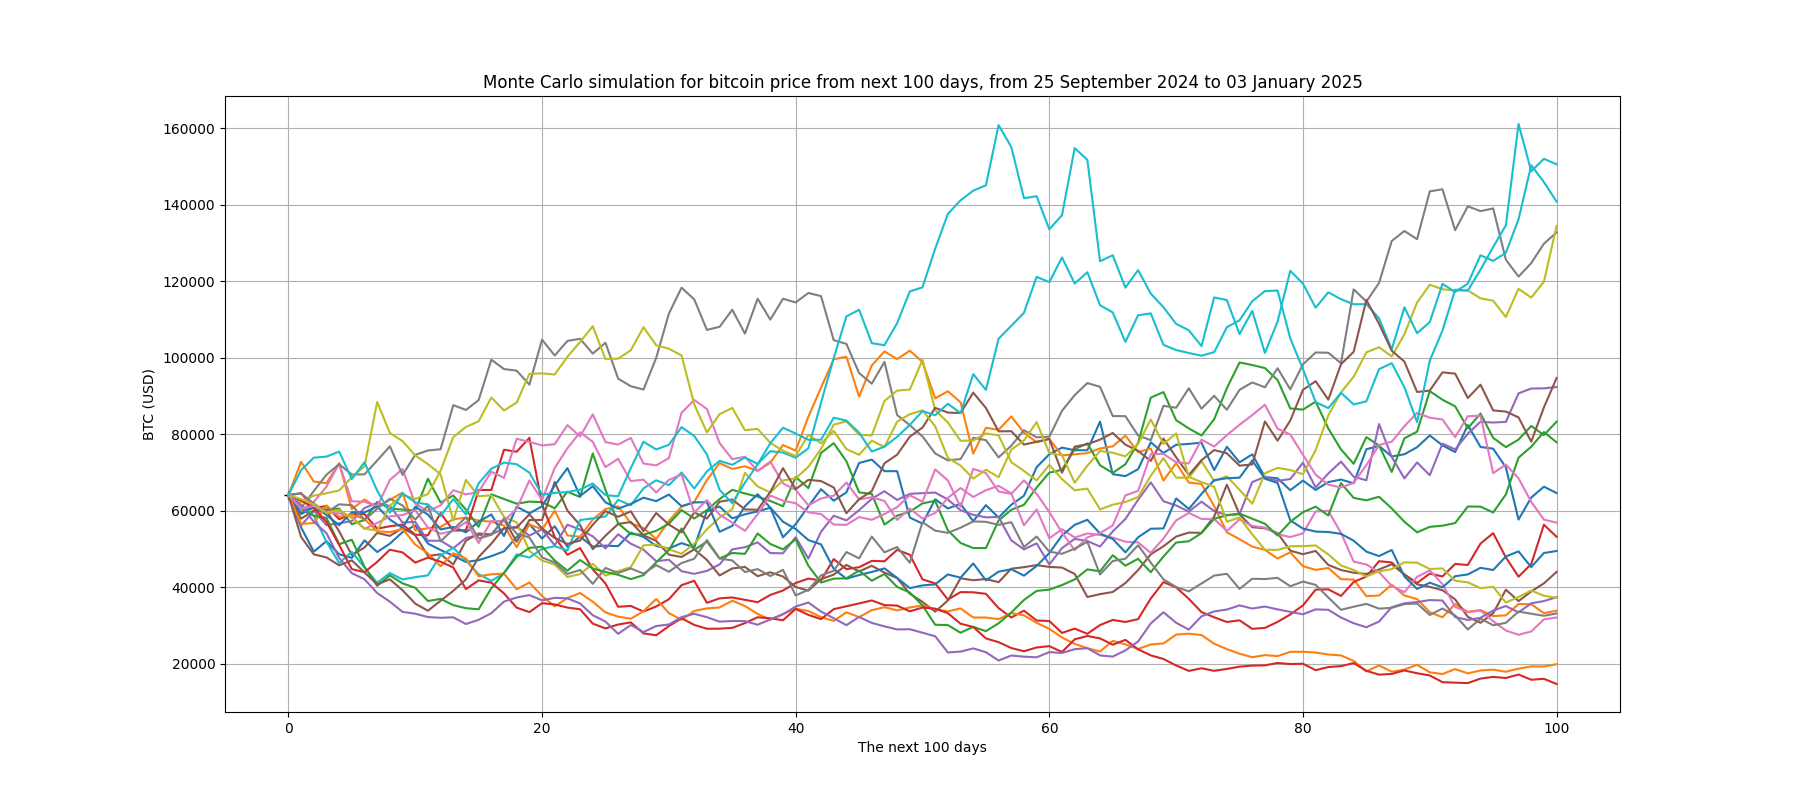 Monte Carlo simulation for bitcoin price from next 100 days, from 25 September 2024 to 03 January 2025
160000
140000
120000
100000
80000
60000
40000
20000
BTC (USD)
0 20 40 60 80 100
The next 100 days